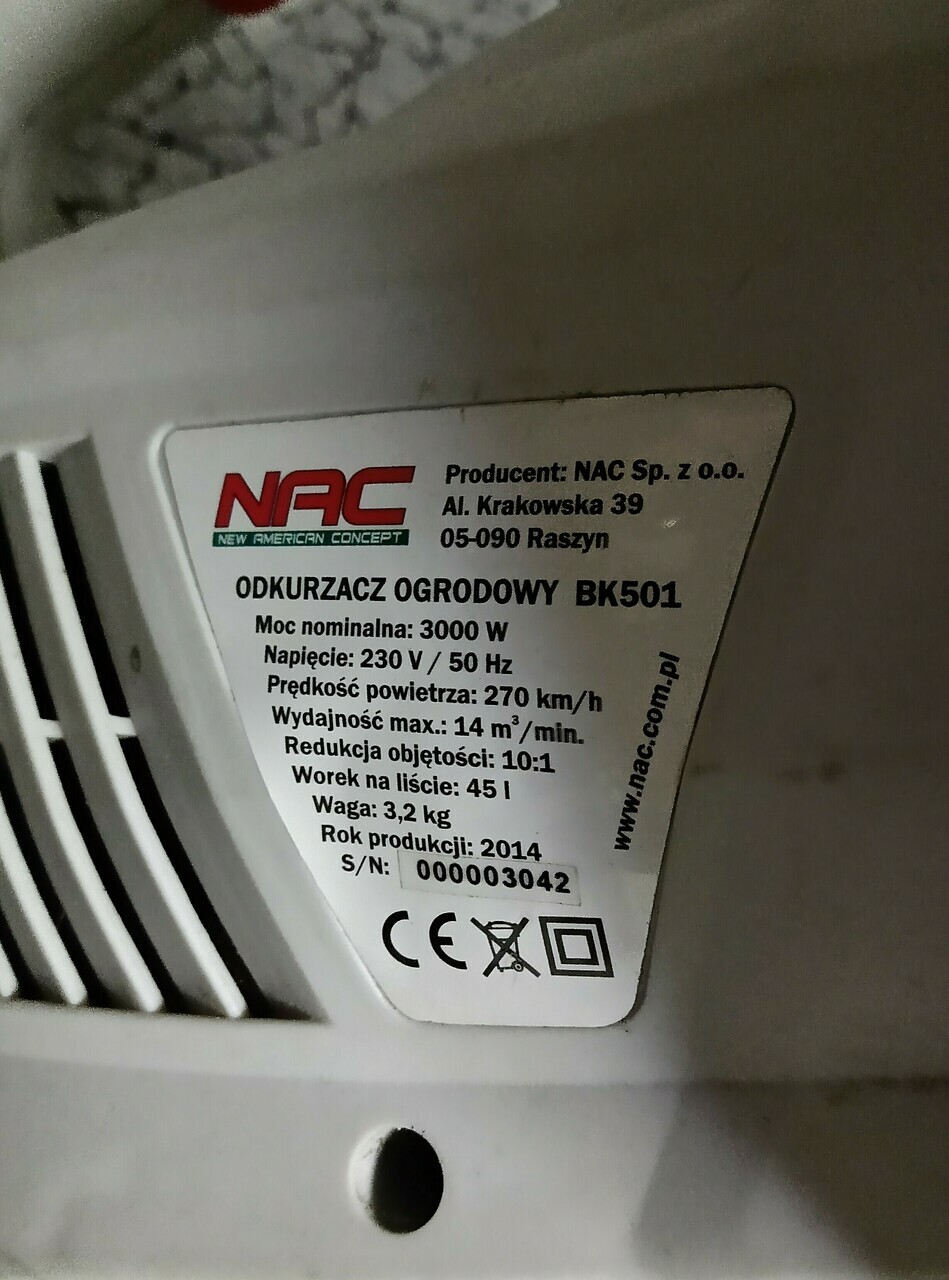 NAC
NEW AMERICAN CONCEPT
Producent: NAC Sp. z o.o.
Al. Krakowska 39
05-090 Raszyn
ODKURZACZ OGRODOWY BK501
Moc nominalna: 3000 W
Napięcie: 230 V / 50 Hz
Prędkość powietrza: 270 km/h
Wydajność max.: 14 m³/min.
Redukcja objętości: 10:1
Worek na liście: 45 l
Waga: 3,2 kg
Rok produkcji: 2014
S/N: 000003042
www.nac.com.pl
CE